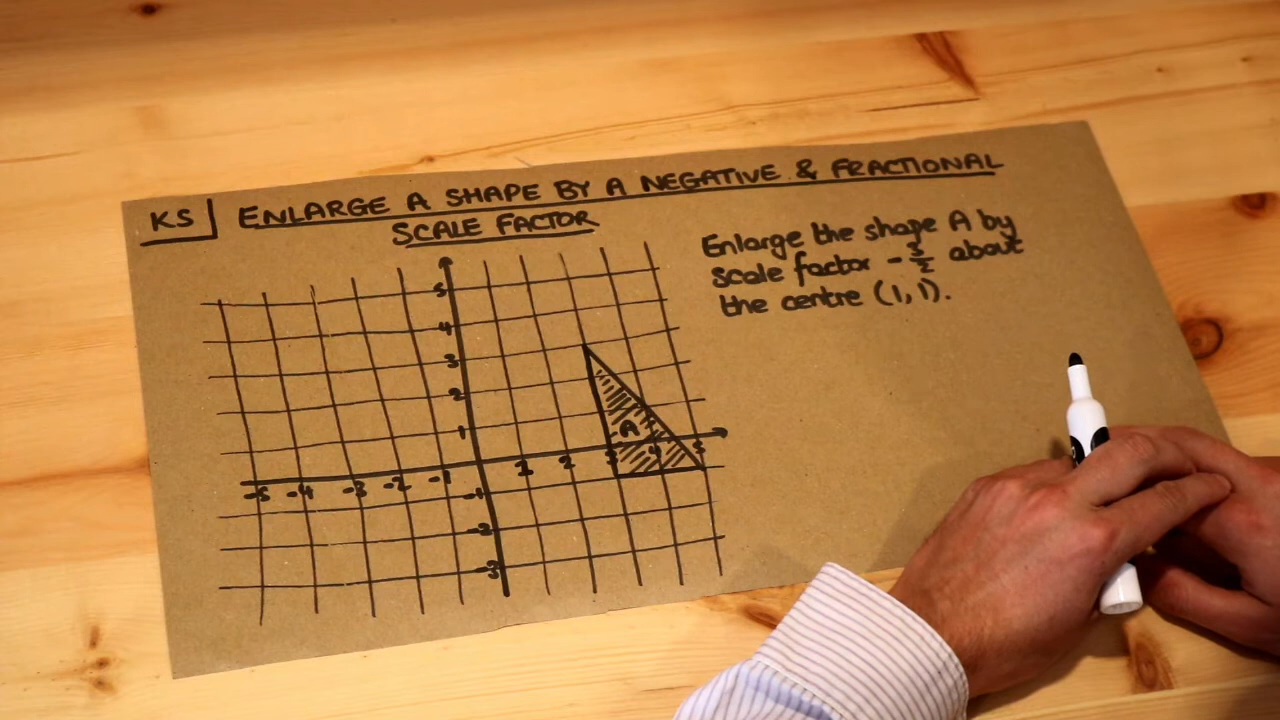 KS ENLARGE A SHAPE BY A NEGATIVE & FRACTIONAL
SCALE FACTOR
Enlarge the shape A by
scale factor -3/2 about
the centre (1,1).
5
4
3
2
1
A
-5 -4 -3 -2 -1 1 2 3 4 5
-1
-2
-3